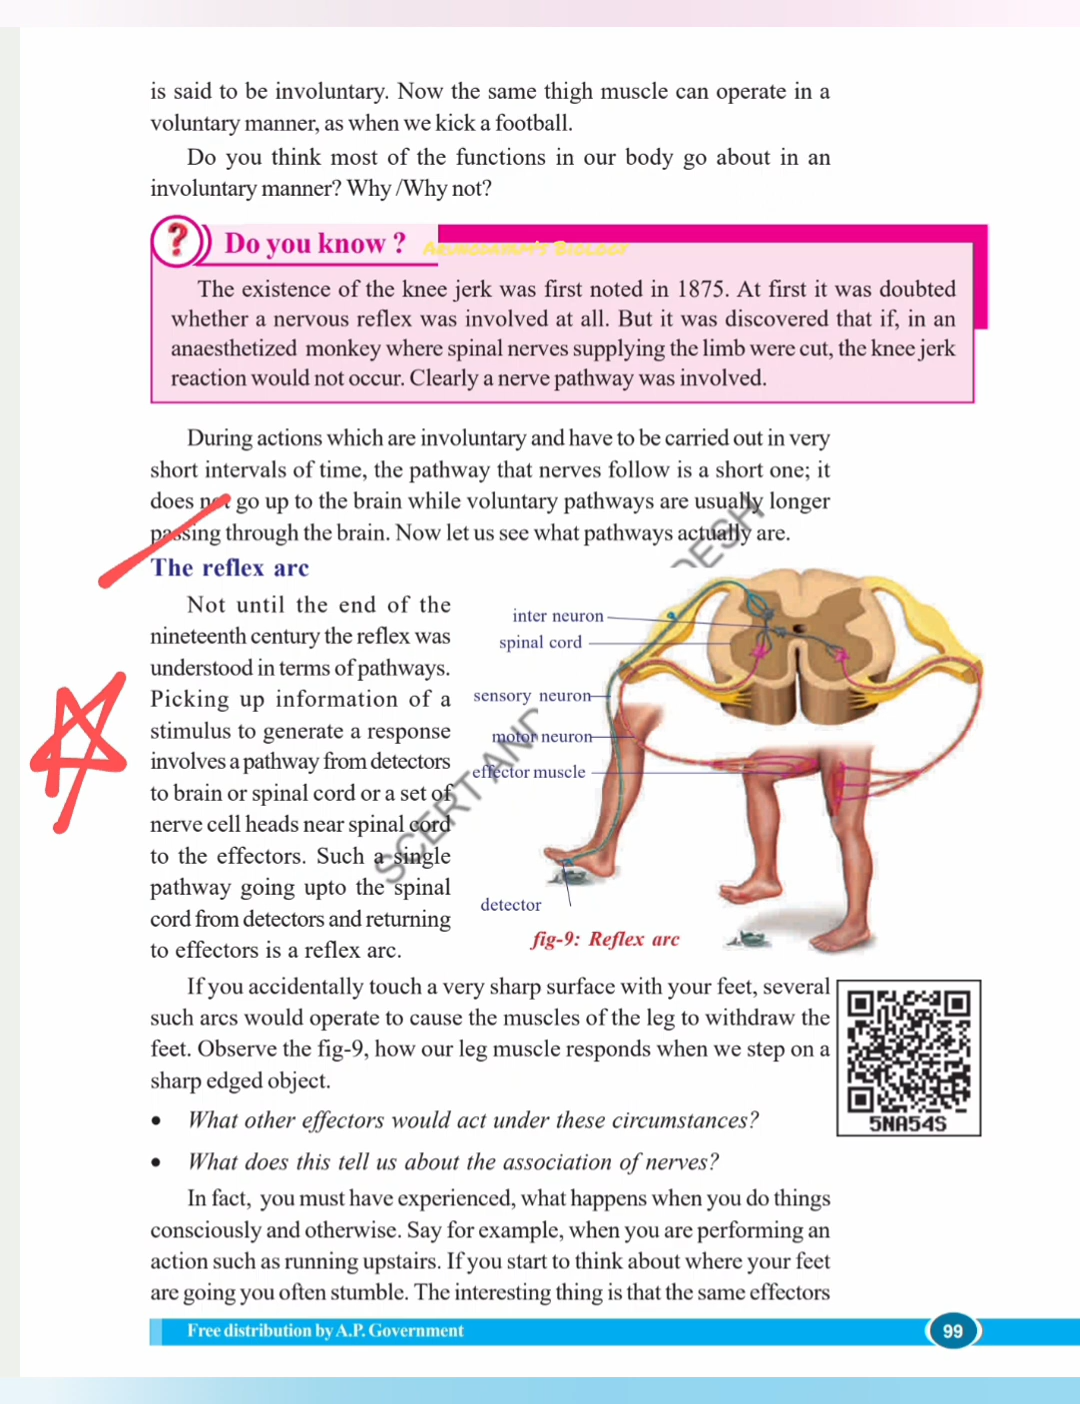 is said to be involuntary. Now the same thigh muscle can operate in a
voluntary manner, as when we kick a football.
Do you think most of the functions in our body go about in an
involuntary manner? Why /Why not?
? Do you know ? Arungganapt's Biology
The existence of the knee jerk was first noted in 1875. At first it was doubted
whether a nervous reflex was involved at all. But it was discovered that if, in an
anaesthetized monkey where spinal nerves supplying the limb were cut, the knee jerk
reaction would not occur. Clearly a nerve pathway was involved.
During actions which are involuntary and have to be carried out in very
short intervals of time, the pathway that nerves follow is a short one; it
does not go up to the brain while voluntary pathways are usually longer
passing through the brain. Now let us see what pathways actually are.
The reflex arc
Not until the end of the
nineteenth century the reflex was
understood in terms of pathways.
Picking up information of a
stimulus to generate a response
involves a pathway from detectors
to brain or spinal cord or a set of
nerve cell heads near spinal cord
to the effectors. Such a single
pathway going upto the spinal
cord from detectors and returning
to effectors is a reflex arc.
inter neuron
spinal cord
sensory neuron
motor neuron
effector muscle
detector
fig-9: Reflex arc
SCERT AND
DESH
If you accidentally touch a very sharp surface with your feet, several
such arcs would operate to cause the muscles of the leg to withdraw the
feet. Observe the fig-9, how our leg muscle responds when we step on a
sharp edged object.
5NA54S
• What other effectors would act under these circumstances?
• What does this tell us about the association of nerves?
In fact, you must have experienced, what happens when you do things
consciously and otherwise. Say for example, when you are performing an
action such as running upstairs. If you start to think about where your feet
are going you often stumble. The interesting thing is that the same effectors
Free distribution by A.P. Government
99